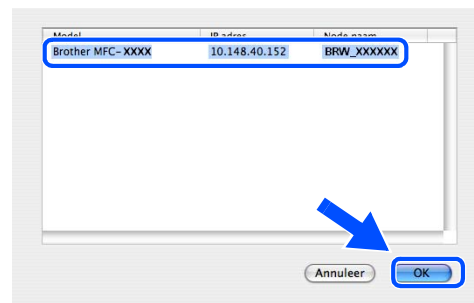 Model IP adres Node naam
Brother MFC-XXXX 10.148.40.152 BRW_XXXXXX
Annuleer OK